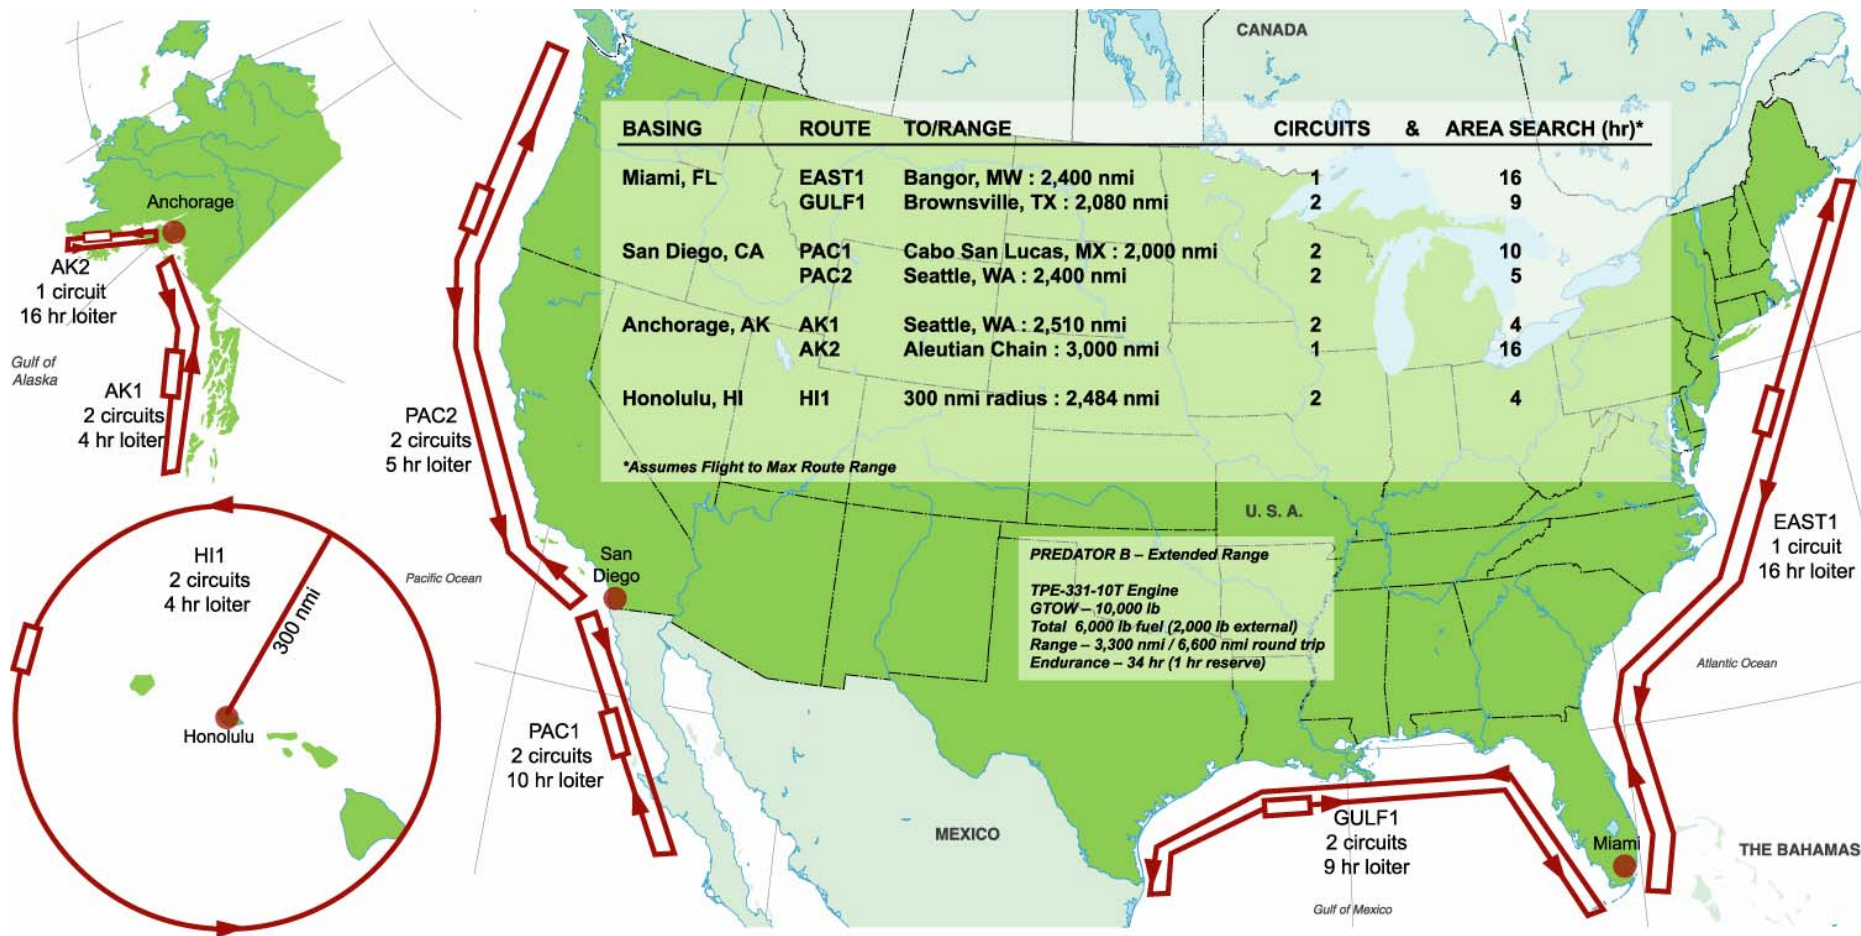 CANADA
BASING ROUTE TO/RANGE CIRCUITS & AREA SEARCH (hr)*
Miami, FL EAST1 Bangor, MW : 2,400 nmi 1 16
GULF1 Brownsville, TX : 2,080 nmi 2 9
San Diego, CA PAC1 Cabo San Lucas, MX : 2,000 nmi 2 10
PAC2 Seattle, WA : 2,400 nmi 2 5
Anchorage, AK AK1 Seattle, WA : 2,510 nmi 2 4
AK2 Aleutian Chain : 3,000 nmi 1 16
Honolulu, HI HI1 300 nmi radius : 2,484 nmi 2 4
*Assumes Flight to Max Route Range
Anchorage
AK2
1 circuit
16 hr loiter
Gulf of
Alaska
AK1
2 circuits
4 hr loiter
PAC2
2 circuits
5 hr loiter
HI1
2 circuits
4 hr loiter
300 nmi
Honolulu
Pacific Ocean
San
Diego
PAC1
2 circuits
10 hr loiter
U. S. A.
PREDATOR B – Extended Range
TPE-331-10T Engine
GTOW – 10,000 lb
Total 6,000 lb fuel (2,000 lb external)
Range – 3,300 nmi / 6,600 nmi round trip
Endurance – 34 hr (1 hr reserve)
EAST1
1 circuit
16 hr loiter
Atlantic Ocean
MEXICO
GULF1
2 circuits
9 hr loiter
Miami
THE BAHAMAS
Gulf of Mexico